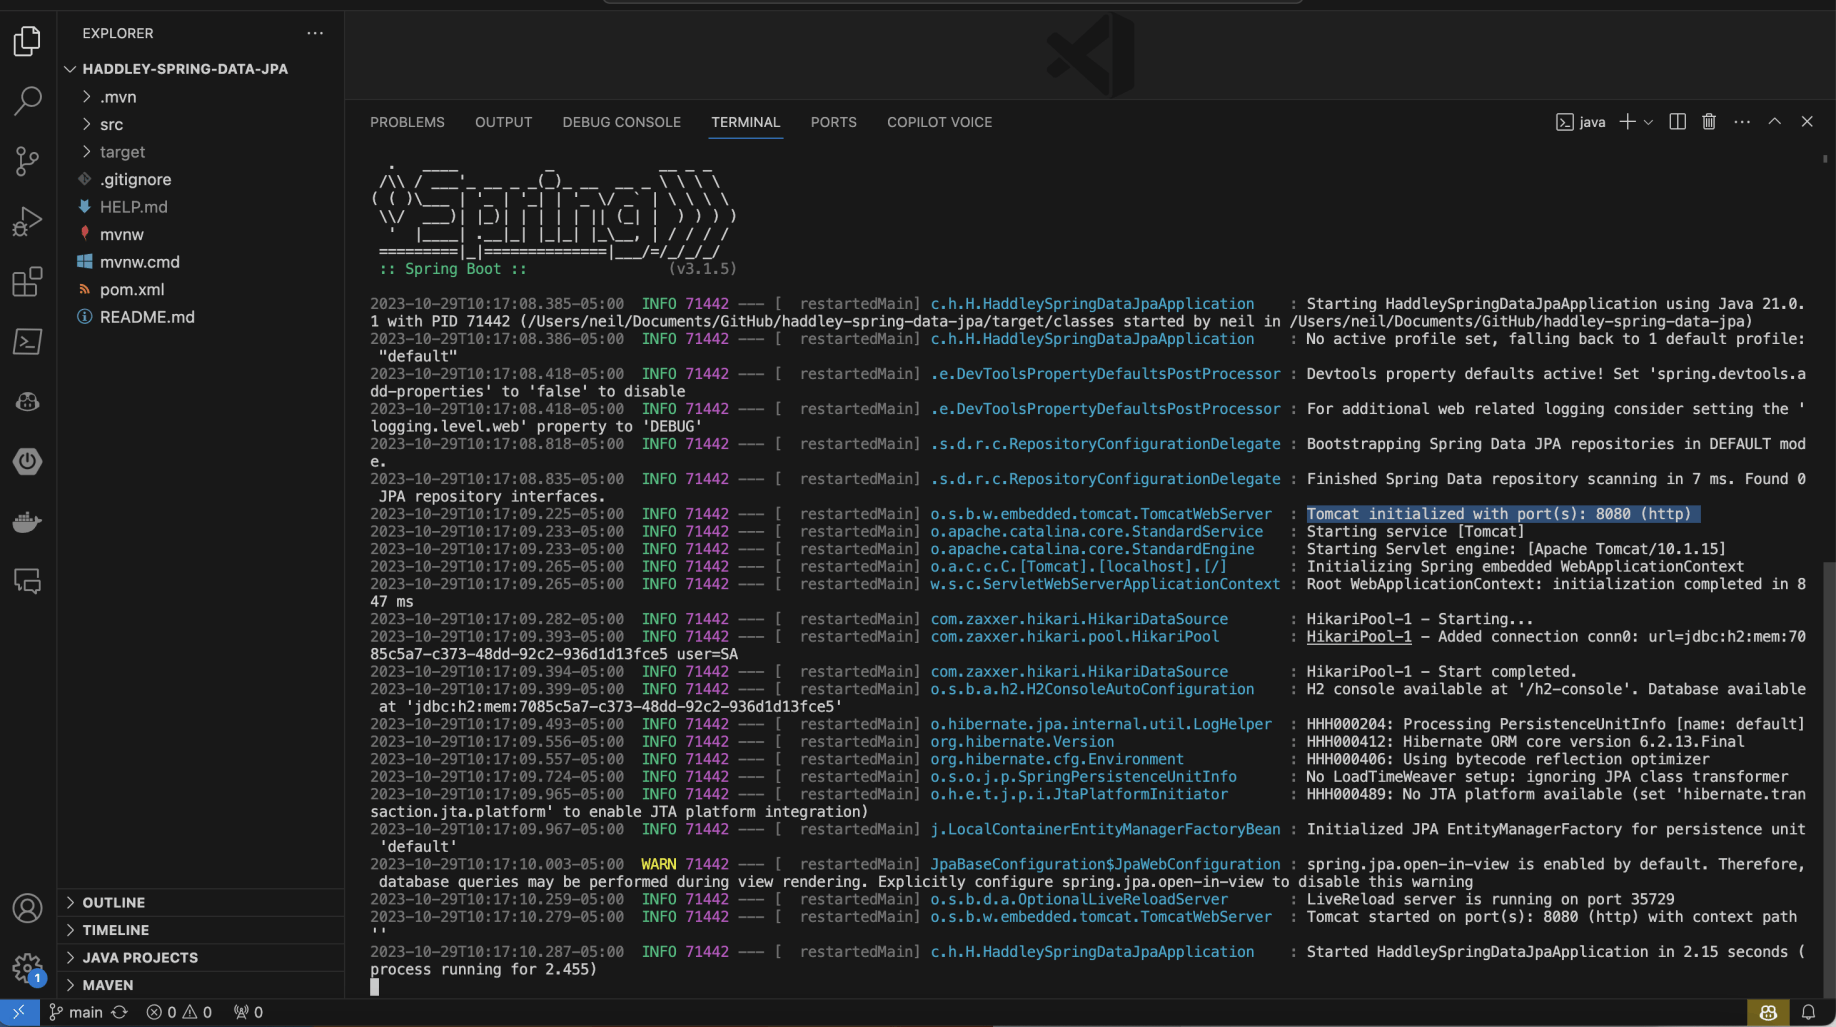 EXPLORER
HADDLEY-SPRING-DATA-JPA
.mvn
src
target
.gitignore
HELP.md
mvnw
mvnw.cmd
pom.xml
README.md
OUTLINE
TIMELINE
JAVA PROJECTS
MAVEN
PROBLEMS OUTPUT DEBUG CONSOLE TERMINAL PORTS COPILOT VOICE
java
Spring
:: Spring Boot :: (v3.1.5)
2023-10-29T10:17:08.385-05:00 INFO 71442 --- [ restartedMain] c.h.H.HaddleySpringDataJpaApplication : Starting HaddleySpringDataJpaApplication using Java 21.0.
1 with PID 71442 (/Users/neil/Documents/GitHub/haddley-spring-data-jpa/target/classes started by neil in /Users/neil/Documents/GitHub/haddley-spring-data-jpa)
2023-10-29T10:17:08.386-05:00 INFO 71442 --- [ restartedMain] c.h.H.HaddleySpringDataJpaApplication : No active profile set, falling back to 1 default profile:
"default"
2023-10-29T10:17:08.418-05:00 INFO 71442 --- [ restartedMain] .e.DevToolsPropertyDefaultsPostProcessor : Devtools property defaults active! Set 'spring.devtools.a
dd-properties' to 'false' to disable
2023-10-29T10:17:08.418-05:00 INFO 71442 --- [ restartedMain] .e.DevToolsPropertyDefaultsPostProcessor : For additional web related logging consider setting the '
logging.level.web' property to 'DEBUG'
2023-10-29T10:17:08.818-05:00 INFO 71442 --- [ restartedMain] .s.d.r.c.RepositoryConfigurationDelegate : Bootstrapping Spring Data JPA repositories in DEFAULT mod
e.
2023-10-29T10:17:08.835-05:00 INFO 71442 --- [ restartedMain] .s.d.r.c.RepositoryConfigurationDelegate : Finished Spring Data repository scanning in 7 ms. Found 0
JPA repository interfaces.
2023-10-29T10:17:09.225-05:00 INFO 71442 --- [ restartedMain] o.s.b.w.embedded.tomcat.TomcatWebServer : Tomcat initialized with port(s): 8080 (http)
2023-10-29T10:17:09.233-05:00 INFO 71442 --- [ restartedMain] o.apache.catalina.core.StandardService : Starting service [Tomcat]
2023-10-29T10:17:09.233-05:00 INFO 71442 --- [ restartedMain] o.apache.catalina.core.StandardEngine : Starting Servlet engine: [Apache Tomcat/10.1.15]
2023-10-29T10:17:09.265-05:00 INFO 71442 --- [ restartedMain] o.a.c.c.C.[Tomcat].[localhost].[/] : Initializing Spring embedded WebApplicationContext
2023-10-29T10:17:09.265-05:00 INFO 71442 --- [ restartedMain] w.s.c.ServletWebServerApplicationContext : Root WebApplicationContext: initialization completed in 8
47 ms
2023-10-29T10:17:09.282-05:00 INFO 71442 --- [ restartedMain] com.zaxxer.hikari.HikariDataSource : HikariPool-1 - Starting...
2023-10-29T10:17:09.393-05:00 INFO 71442 --- [ restartedMain] com.zaxxer.hikari.pool.HikariPool : HikariPool-1 - Added connection conn0: url=jdbc:h2:mem:70
85c5a7-c373-48dd-92c2-936d1d13fce5 user=SA
2023-10-29T10:17:09.394-05:00 INFO 71442 --- [ restartedMain] com.zaxxer.hikari.HikariDataSource : HikariPool-1 - Start completed.
2023-10-29T10:17:09.399-05:00 INFO 71442 --- [ restartedMain] o.s.b.a.h2.H2ConsoleAutoConfiguration : H2 console available at '/h2-console'. Database available
at 'jdbc:h2:mem:7085c5a7-c373-48dd-92c2-936d1d13fce5'
2023-10-29T10:17:09.493-05:00 INFO 71442 --- [ restartedMain] o.hibernate.jpa.internal.util.LogHelper : HHH000204: Processing PersistenceUnitInfo [name: default]
2023-10-29T10:17:09.556-05:00 INFO 71442 --- [ restartedMain] org.hibernate.Version : HHH000412: Hibernate ORM core version 6.2.13.Final
2023-10-29T10:17:09.557-05:00 INFO 71442 --- [ restartedMain] org.hibernate.cfg.Environment : HHH000406: Using bytecode reflection optimizer
2023-10-29T10:17:09.724-05:00 INFO 71442 --- [ restartedMain] o.s.o.j.p.SpringPersistenceUnitInfo : No LoadTimeWeaver setup: ignoring JPA class transformer
2023-10-29T10:17:09.965-05:00 INFO 71442 --- [ restartedMain] o.h.e.t.j.p.i.JtaPlatformInitiator : HHH000489: No JTA platform available (set 'hibernate.tran
saction.jta.platform' to enable JTA platform integration)
2023-10-29T10:17:09.967-05:00 INFO 71442 --- [ restartedMain] j.LocalContainerEntityManagerFactoryBean : Initialized JPA EntityManagerFactory for persistence unit
'default'
2023-10-29T10:17:10.003-05:00 WARN 71442 --- [ restartedMain] JpaBaseConfiguration$JpaWebConfiguration : spring.jpa.open-in-view is enabled by default. Therefore,
database queries may be performed during view rendering. Explicitly configure spring.jpa.open-in-view to disable this warning
2023-10-29T10:17:10.259-05:00 INFO 71442 --- [ restartedMain] o.s.b.d.a.OptionalLiveReloadServer : LiveReload server is running on port 35729
2023-10-29T10:17:10.279-05:00 INFO 71442 --- [ restartedMain] o.s.b.w.embedded.tomcat.TomcatWebServer : Tomcat started on port(s): 8080 (http) with context path
''
2023-10-29T10:17:10.287-05:00 INFO 71442 --- [ restartedMain] c.h.H.HaddleySpringDataJpaApplication : Started HaddleySpringDataJpaApplication in 2.15 seconds (
process running for 2.455)
1
main 0 0 0